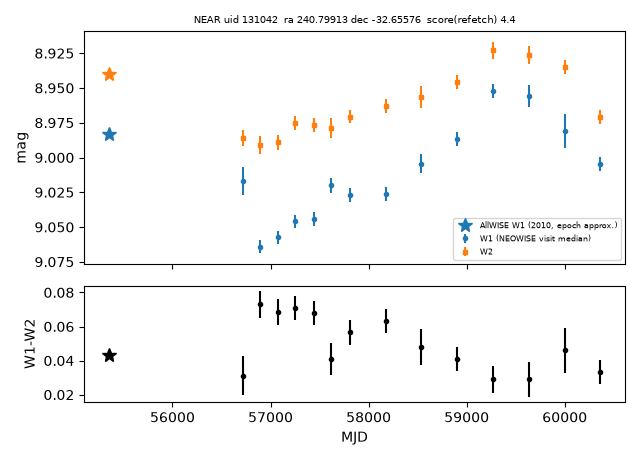 NEAR uid 131042  ra 240.79913 dec -32.65576  score(refetch) 4.4
8.925
8.950
8.975
9.000
9.025
9.050
9.075
mag
AllWISE W1 (2010, epoch approx.)
W1 (NEOWISE visit median)
W2
0.08
0.06
0.04
0.02
W1-W2
56000
57000
58000
59000
60000
MJD